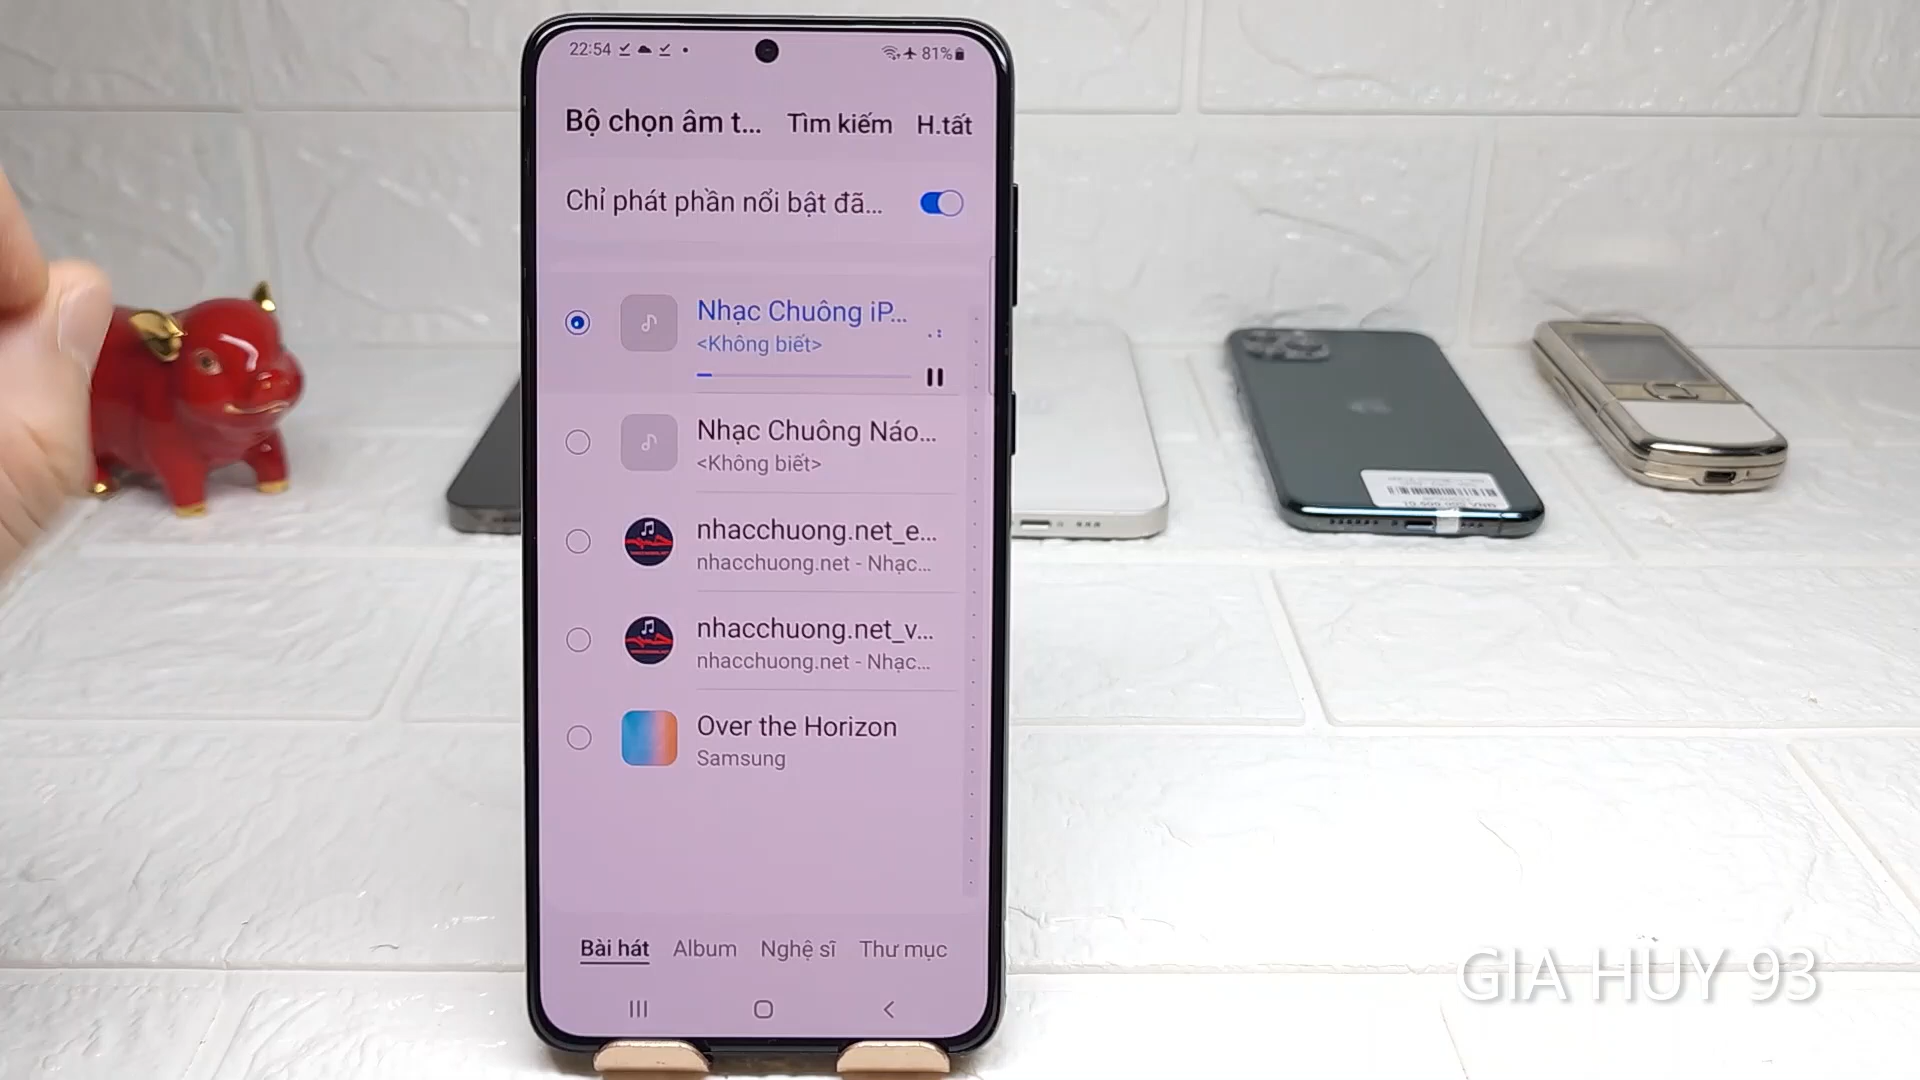 22:54
81%
Bộ chọn âm t... Tìm kiếm H.tất
Chỉ phát phần nổi bật đã...
Nhạc Chuông iP...
<Không biết>
Nhạc Chuông Náo...
<Không biết>
nhacchuong.net_e...
nhacchuong.net - Nhạc...
nhacchuong.net_v...
nhacchuong.net - Nhạc...
Over the Horizon
Samsung
Bài hát Album Nghệ sĩ Thư mục
GIA HUY 93